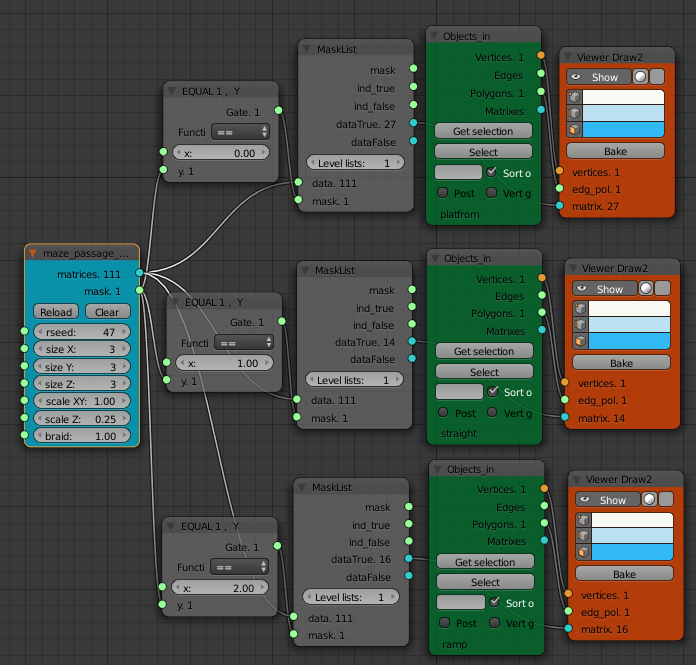 maze_passage_...
matrices. 111
mask. 1
Reload Clear
rseed: 47
size X: 3
size Y: 3
size Z: 3
scale XY: 1.00
scale Z: 0.25
braid: 1.00
EQUAL 1 , Y
Gate. 1
Functi ==
x: 0.00
y. 1
MaskList
mask
ind_true
ind_false
dataTrue. 27
dataFalse
Level lists: 1
data. 111
mask. 1
Objects_in
Vertices. 1
Edges
Polygons. 1
Matrixes
Get selection
Select
Sort o
Post Vert g
platfrom
Viewer Draw2
Show
Bake
vertices. 1
edg_pol. 1
matrix. 27
EQUAL 1 , Y
Gate. 1
Functi ==
x: 1.00
y. 1
MaskList
mask
ind_true
ind_false
dataTrue. 14
dataFalse
Level lists: 1
data. 111
mask. 1
Objects_in
Vertices. 1
Edges
Polygons. 1
Matrixes
Get selection
Select
Sort o
Post Vert g
straight
Viewer Draw2
Show
Bake
vertices. 1
edg_pol. 1
matrix. 14
EQUAL 1 , Y
Gate. 1
Functi ==
x: 2.00
y. 1
MaskList
mask
ind_true
ind_false
dataTrue. 16
dataFalse
Level lists: 1
data. 111
mask. 1
Objects_in
Vertices. 1
Edges
Polygons. 1
Matrixes
Get selection
Select
Sort o
Post Vert g
ramp
Viewer Draw2
Show
Bake
vertices. 1
edg_pol. 1
matrix. 16